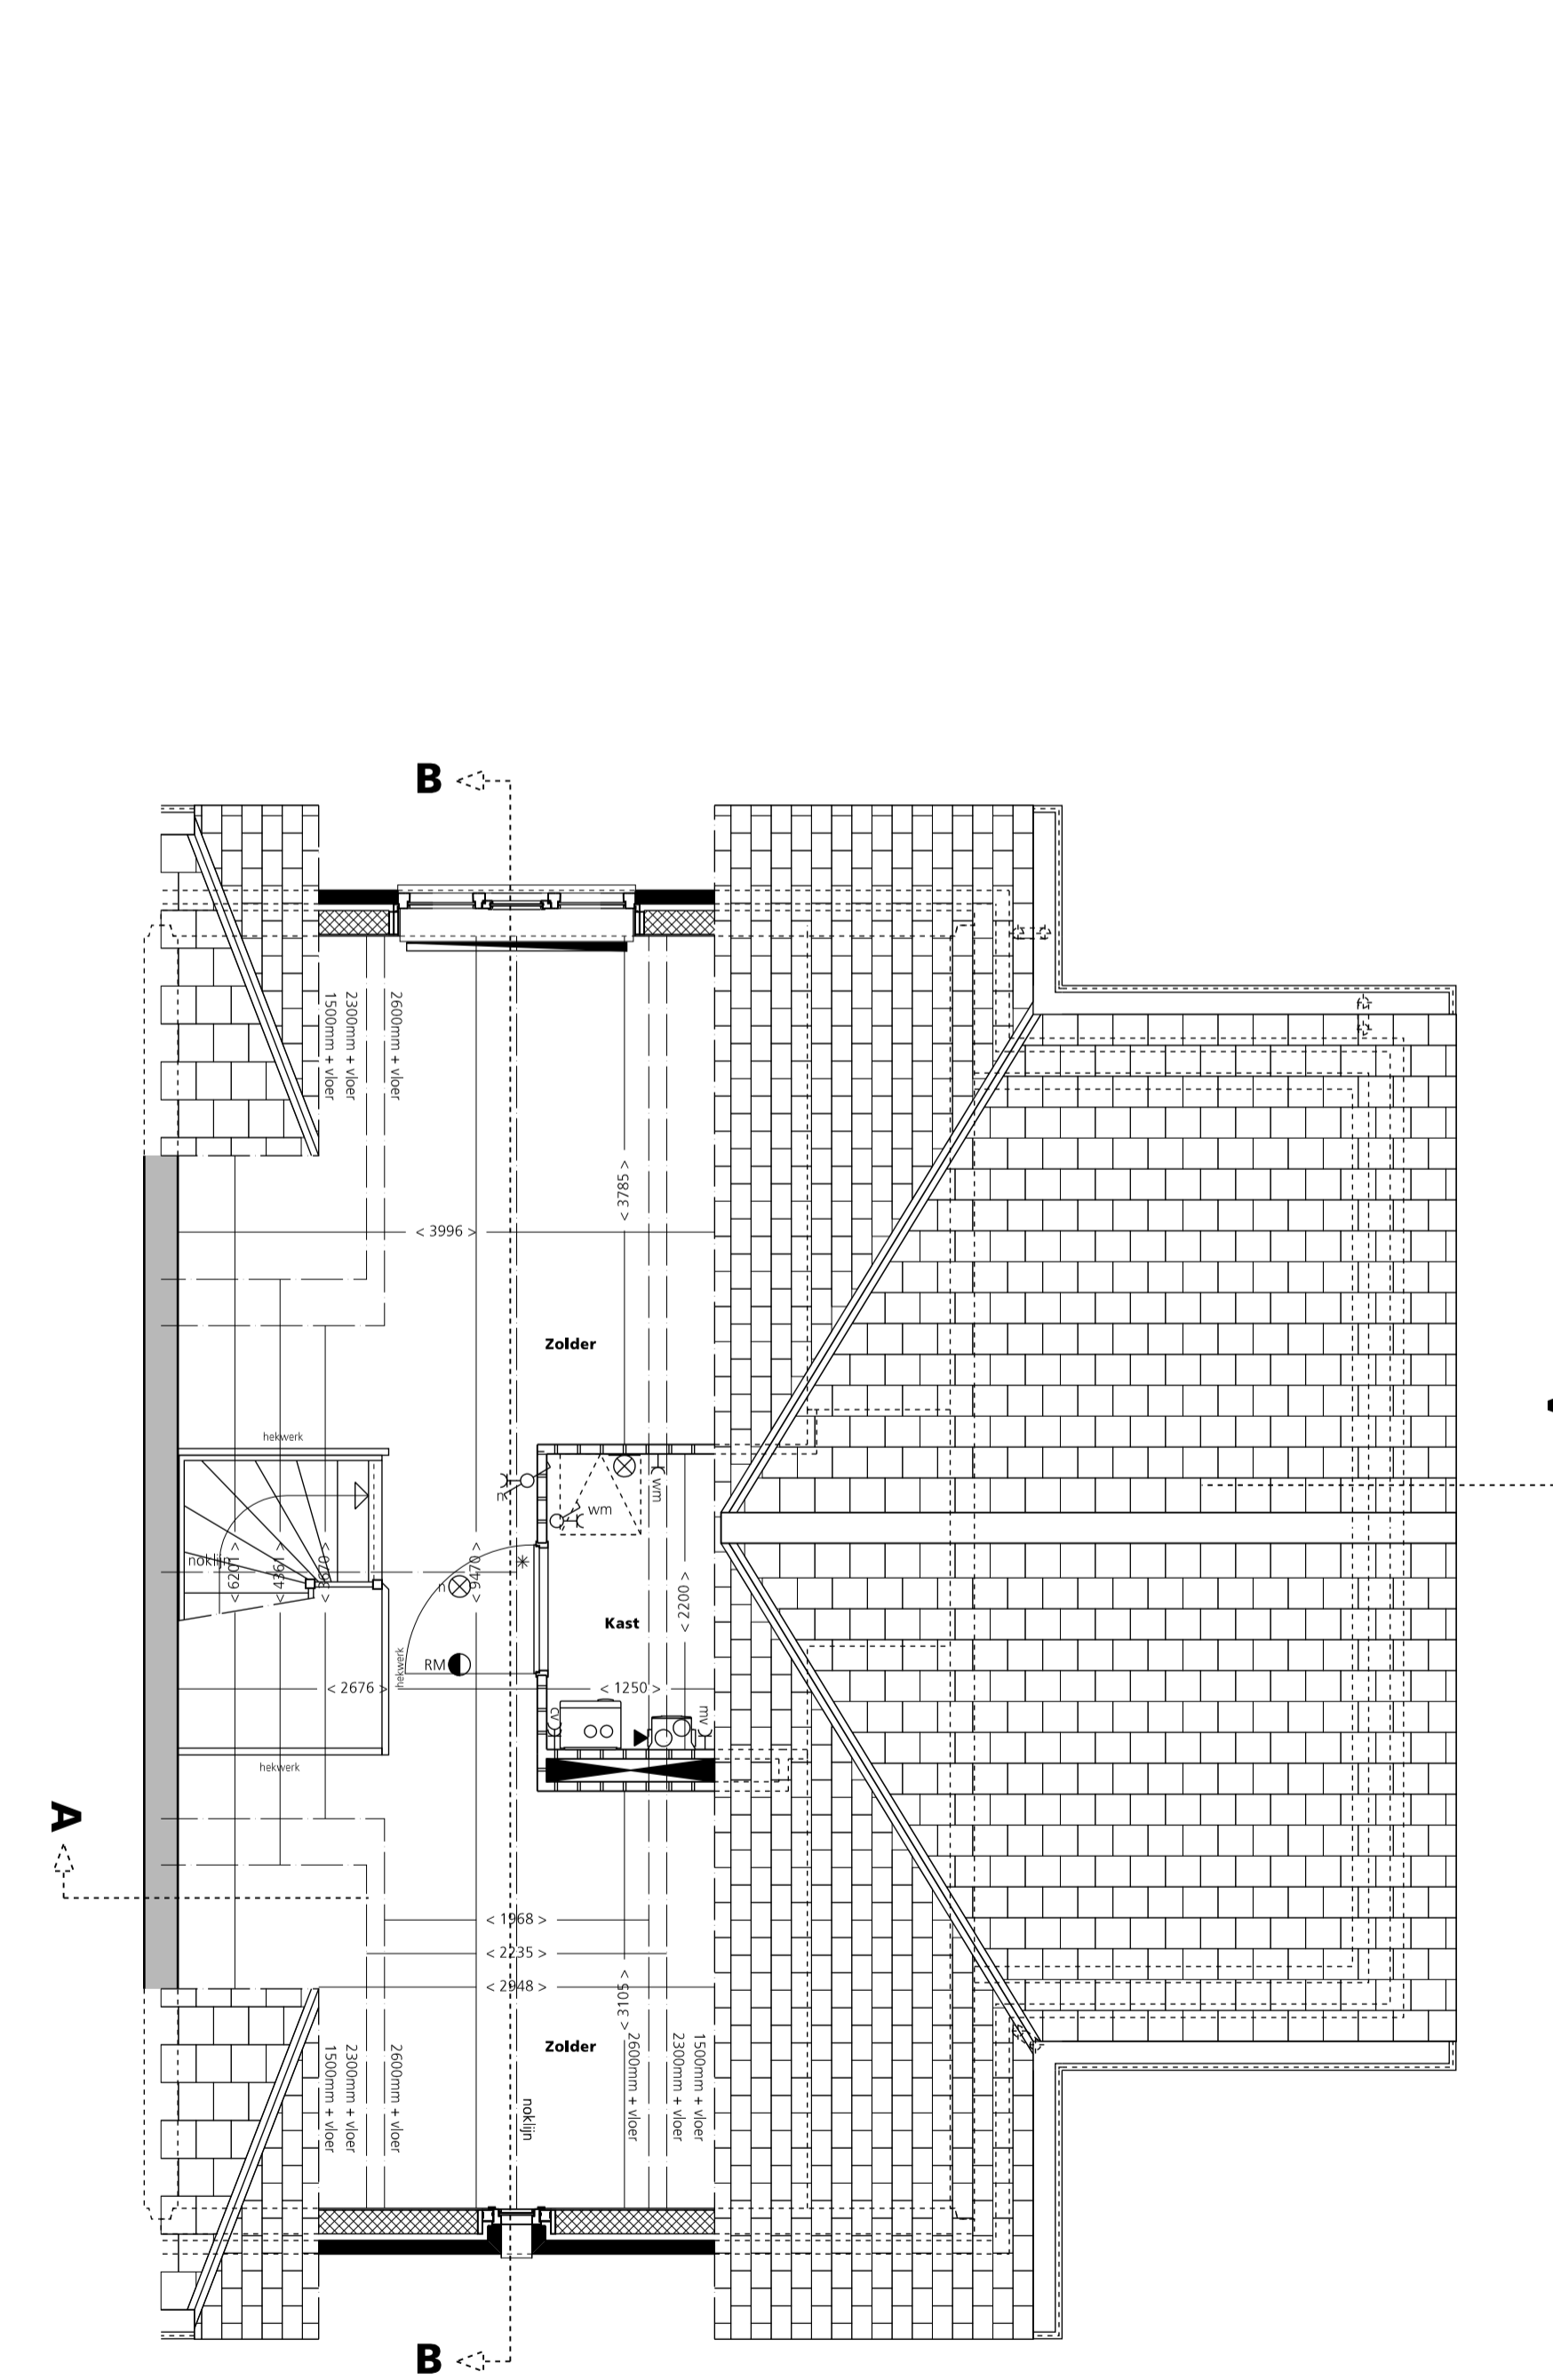 B
1500mm + vloer
2300mm + vloer
2600mm + vloer
< 3785 >
< 3996 >
Zolder
hekwerk
n
wm
wm
noklijn
< 6201 >
< 4361 >
< 9470 >
n
Kast
< 2200 >
RM
hekwerk
< 2676 >
< 1250 >
cv
mv
hekwerk
A
< 1968 >
< 2235 >
< 2948 >
< 3105 >
Zolder
1500mm + vloer
2300mm + vloer
2600mm + vloer
noklijn
2600mm + vloer
2300mm + vloer
1500mm + vloer
B